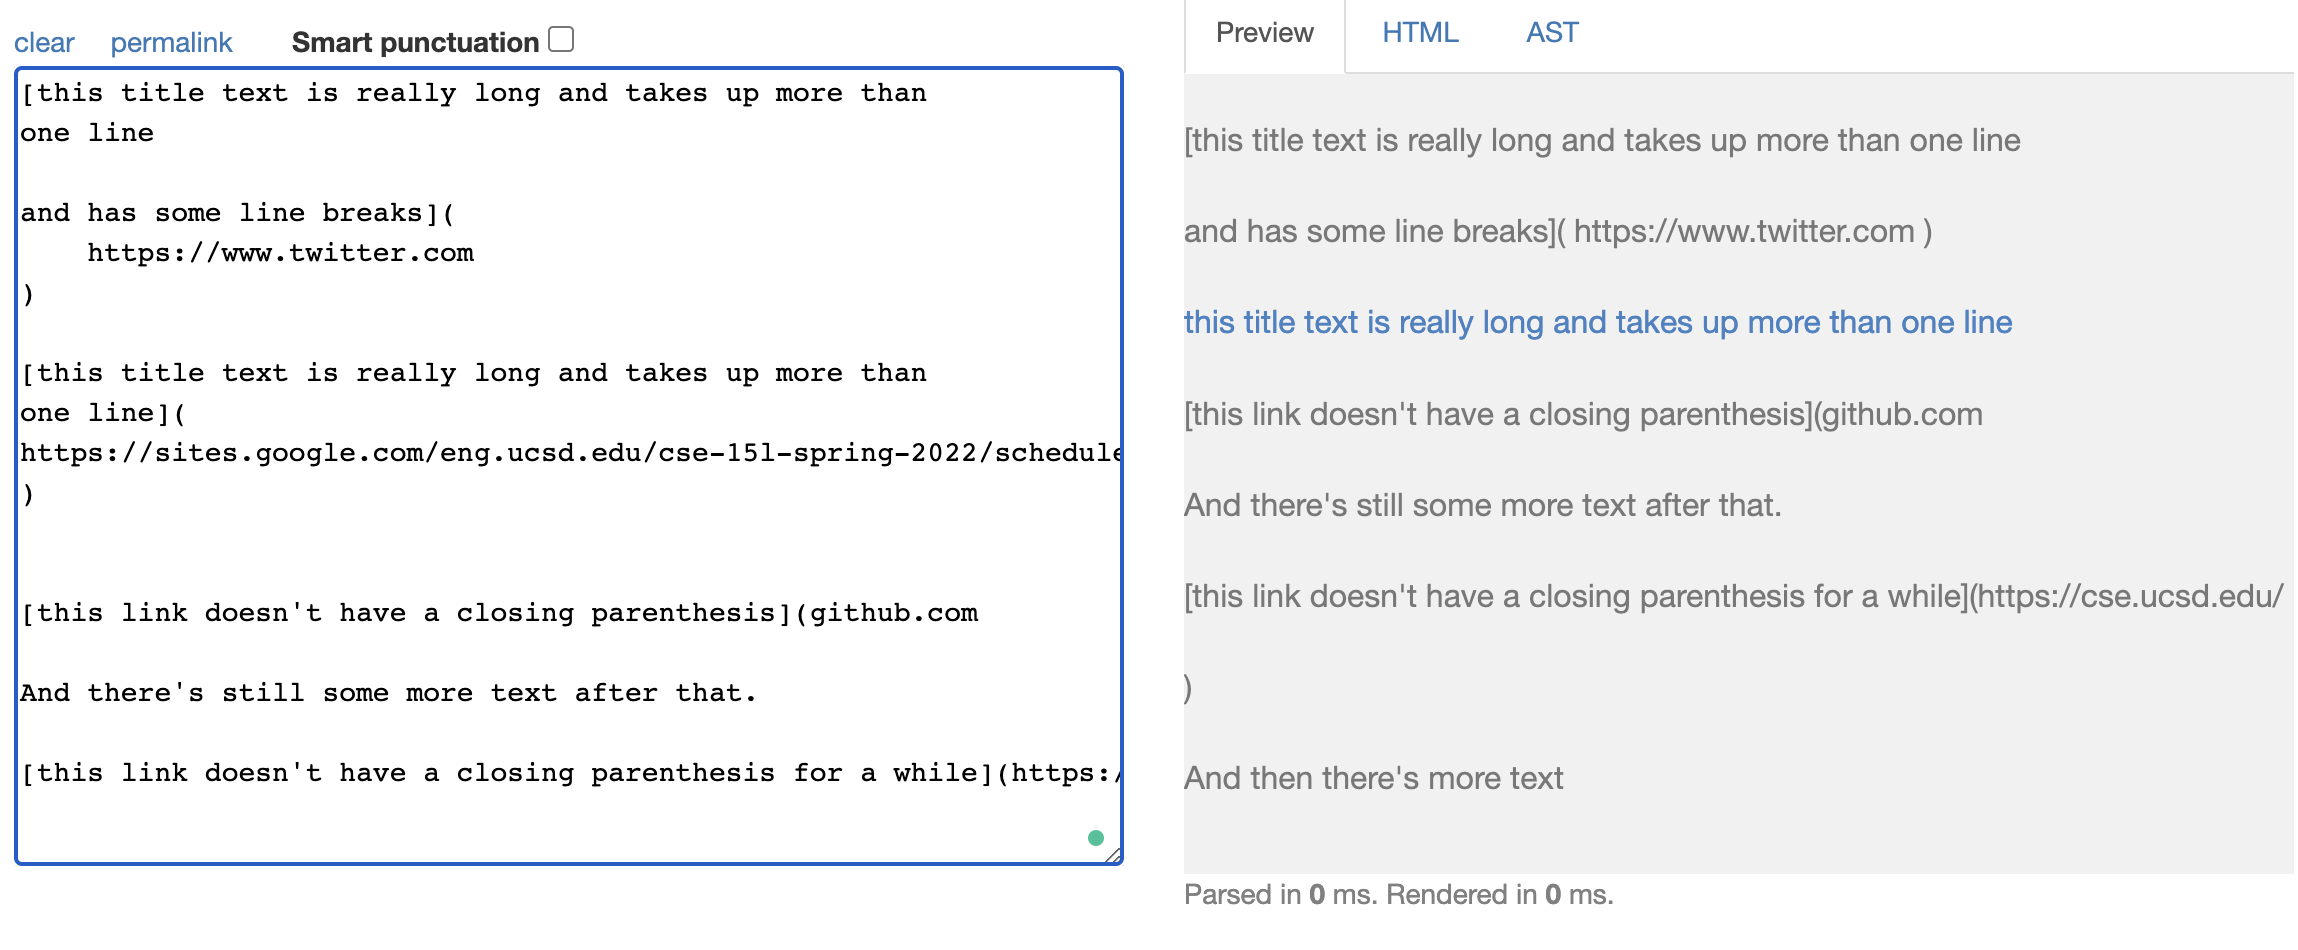 clear permalink Smart punctuation
[this title text is really long and takes up more than
one line
and has some line breaks](
https://www.twitter.com
)
[this title text is really long and takes up more than
one line](
https://sites.google.com/eng.ucsd.edu/cse-15l-spring-2022/schedule
)
[this link doesn't have a closing parenthesis](github.com
And there's still some more text after that.
[this link doesn't have a closing parenthesis for a while](https:/
Preview HTML AST
[this title text is really long and takes up more than one line
and has some line breaks]( https://www.twitter.com )
this title text is really long and takes up more than one line
[this link doesn't have a closing parenthesis](github.com
And there's still some more text after that.
[this link doesn't have a closing parenthesis for a while](https://cse.ucsd.edu/
)
And then there's more text
Parsed in 0 ms. Rendered in 0 ms.